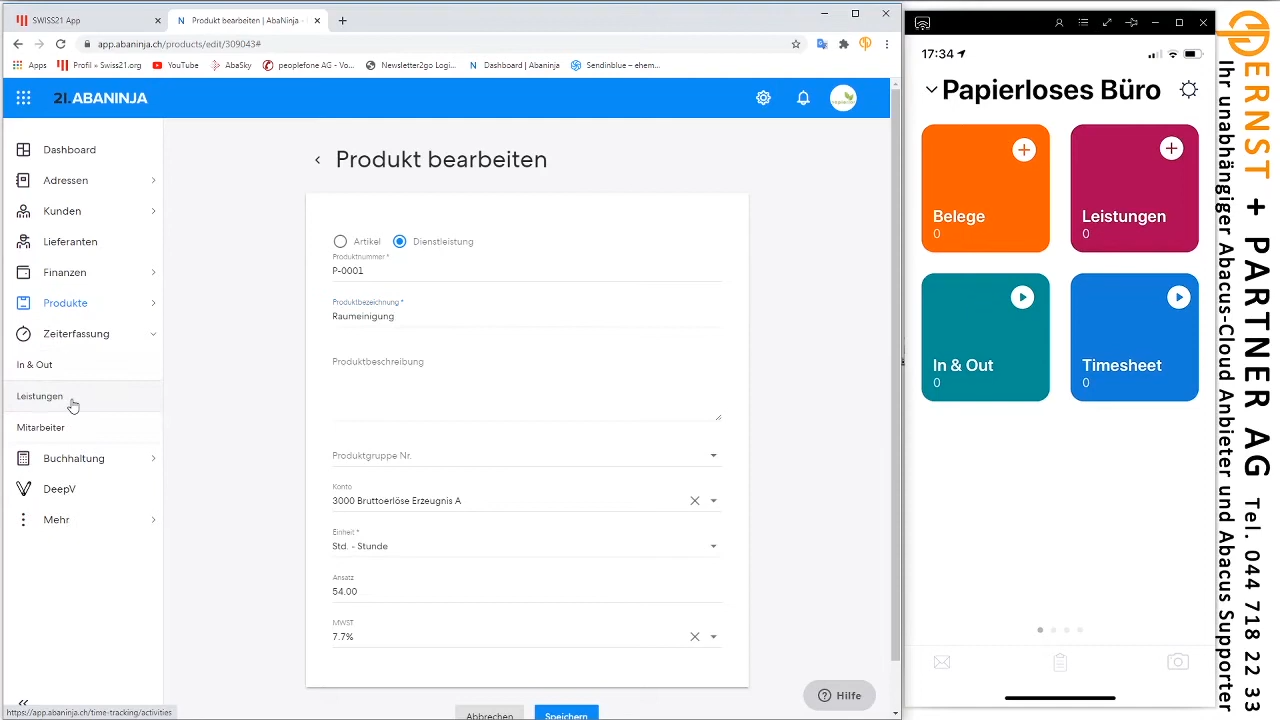 SWISS21 App
Produkt bearbeiten | AbaNinja -
app.abaninja.ch/products/edit/309043#
Apps
Profil « Swiss21.org
YouTube
AbaSky
peoplefone AG - Vo...
Newsletter2go Logi...
Dashboard | Abaninja
Sendinblue – ehem...
21.ABANINJA
Dashboard
Adressen
Kunden
Lieferanten
Finanzen
Produkte
Zeiterfassung
In & Out
Leistungen
Mitarbeiter
Buchhaltung
DeepV
Mehr
https://app.abaninja.ch/time-tracking/activities
Produkt bearbeiten
Artikel
Dienstleistung
Produktnummer *
P-0001
Produktbezeichnung *
Raumeinigung
Produktbeschreibung
Produktgruppe Nr.
Konto
3000 Bruttoerlöse Erzeugnis A
Einheit *
Std. - Stunde
Ansatz
54.00
MWST
7.7%
Abbrechen
Speichern
Hilfe
17:34
Papierloses Büro
Belege
0
Leistungen
0
In & Out
0
Timesheet
0
ERNST + PARTNER AG Tel. 044 718 22 33
Ihr unabhängiger Abacus-Cloud Anbieter und Abacus Supporter